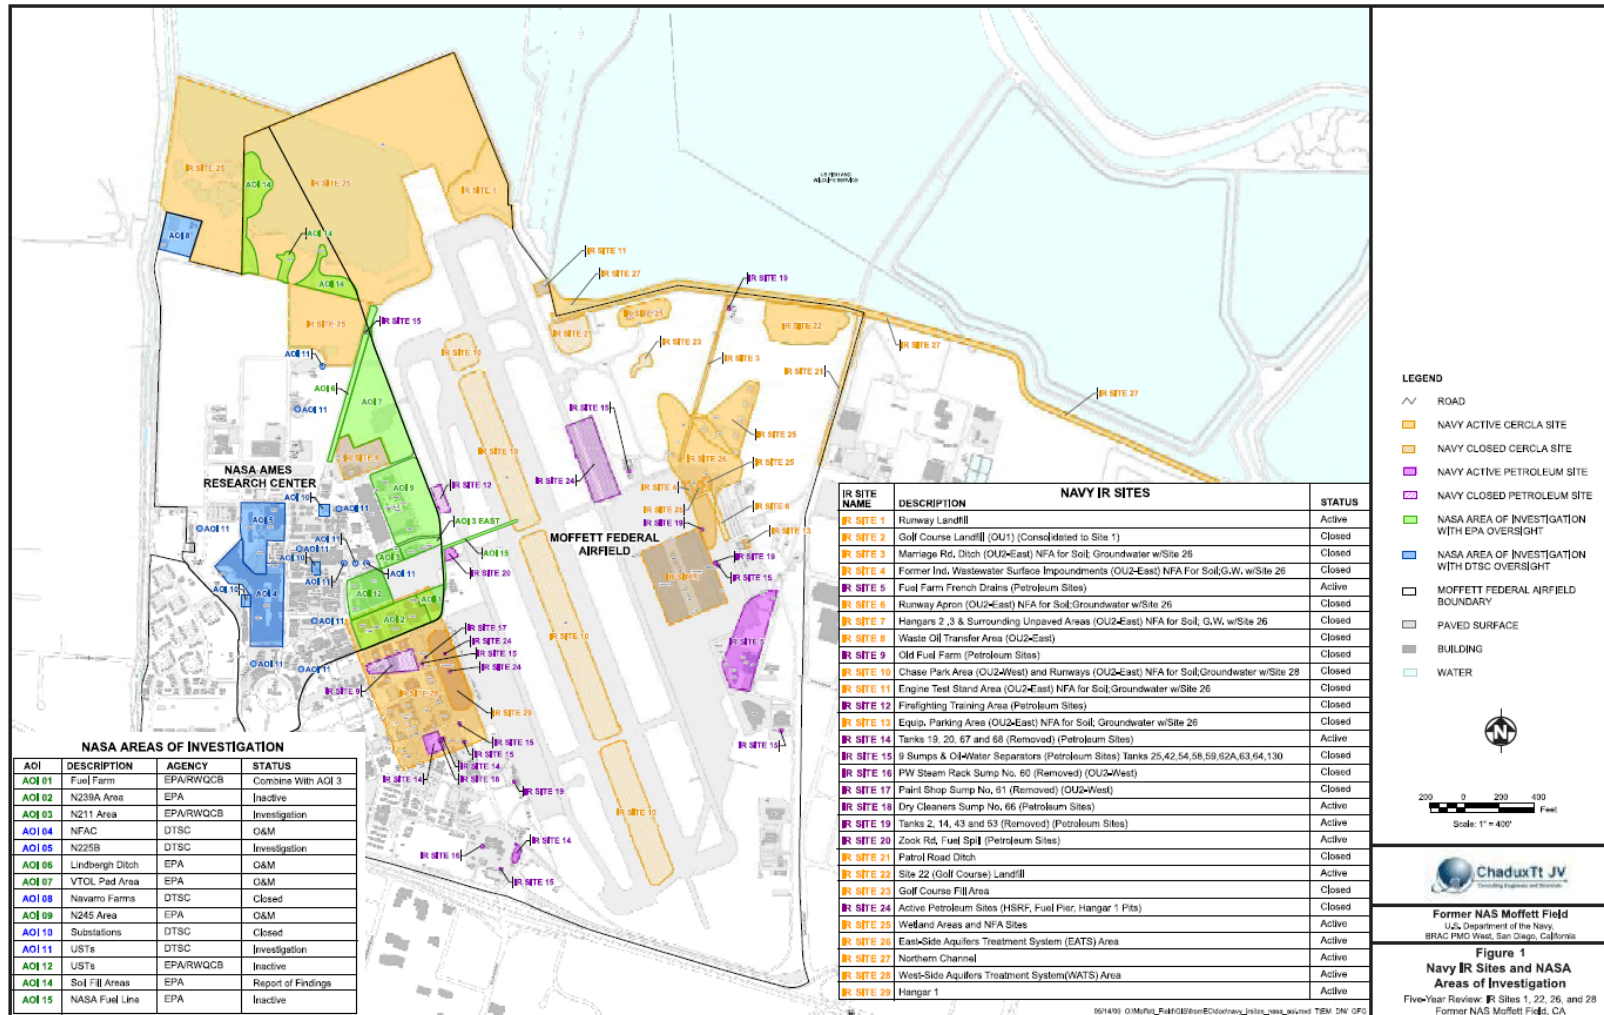 US FISH AND
WILDLIFE SERVICE
IR SITE 25
AOI 14
IR SITE 25
IR SITE 1
AOI 8
AOI 14
AOI 14
IR SITE 25
IR SITE 15
IR SITE 11
IR SITE 27
IR SITE 19
IR SITE 22
IR SITE 23
IR SITE 3
IR SITE 21
IR SITE 27
IR SITE 27
IR SITE 10
AOI 11
AOI 6
AOI 11
AOI 7
IR SITE 15
IR SITE 25
IR SITE 10
IR SITE 8
IR SITE 26
IR SITE 25
NASA AMES
RESEARCH CENTER
IR SITE 24
IR SITE 12
AOI 9
AOI 10
AOI 11
IR SITE 4
IR SITE 25
IR SITE 6
AOI 5
AOI 11
AOI 3 EAST
IR SITE 19
IR SITE 13
MOFFETT FEDERAL
AIRFIELD
AOI 11
AOI 11
AOI 3
AOI 15
IR SITE 19
IR SITE 20
AOI 11
AOI 11
IR SITE 15
AOI 10
AOI 4
AOI 12
AOI 1
AOI 2
AOI 11
IR SITE 17
IR SITE 24
IR SITE 10
IR SITE 5
AOI 11
AOI 11
IR SITE 15
IR SITE 24
IR SITE 9
IR SITE 28
IR SITE 29
IR SITE 15
IR SITE 15
IR SITE 15
IR SITE 14
IR SITE 14
IR SITE 18
IR SITE 19
IR SITE 10
IR SITE 14
IR SITE 16
IR SITE 15
NASA AREAS OF INVESTIGATION
AOI DESCRIPTION AGENCY STATUS
AOI 01 Fuel Farm EPA/RWQCB Combine With AOI 3
AOI 02 N239A Area EPA Inactive
AOI 03 N211 Area EPA/RWQCB Investigation
AOI 04 NFAC DTSC O&M
AOI 05 N225B DTSC Investigation
AOI 06 Lindbergh Ditch EPA O&M
AOI 07 VTOL Pad Area EPA O&M
AOI 08 Navarro Farms DTSC Closed
AOI 09 N245 Area EPA O&M
AOI 10 Substations DTSC Closed
AOI 11 USTs DTSC Investigation
AOI 12 USTs EPA/RWQCB Inactive
AOI 14 Soil Fill Areas EPA Report of Findings
AOI 15 NASA Fuel Line EPA Inactive
NAVY IR SITES
IR SITE NAME DESCRIPTION STATUS
IR SITE 1 Runway Landfill Active
IR SITE 2 Golf Course Landfill (OU1) (Consolidated to Site 1) Closed
IR SITE 3 Marriage Rd. Ditch (OU2-East) NFA for Soil; Groundwater w/Site 26 Closed
IR SITE 4 Former Ind. Wastewater Surface Impoundments (OU2-East) NFA For Soil;G.W. w/Site 26 Closed
IR SITE 5 Fuel Farm French Drains (Petroleum Sites) Active
IR SITE 6 Runway Apron (OU2-East) NFA for Soil;Groundwater w/Site 26 Closed
IR SITE 7 Hangars 2 ,3 & Surrounding Unpaved Areas (OU2-East) NFA for Soil; G.W. w/Site 26 Closed
IR SITE 8 Waste Oil Transfer Area (OU2-East) Closed
IR SITE 9 Old Fuel Farm (Petroleum Sites) Closed
IR SITE 10 Chase Park Area (OU2-West) and Runways (OU2-East) NFA for Soil;Groundwater w/Site 28 Closed
IR SITE 11 Engine Test Stand Area (OU2-East) NFA for Soil;Groundwater w/Site 26 Closed
IR SITE 12 Firefighting Training Area (Petroleum Sites) Closed
IR SITE 13 Equip. Parking Area (OU2-East) NFA for Soil; Groundwater w/Site 26 Closed
IR SITE 14 Tanks 19, 20, 67 and 68 (Removed) (Petroleum Sites) Active
IR SITE 15 9 Sumps & Oil-Water Separators (Petroleum Sites) Tanks 25,42,54,58,59,62A,63,64,130 Closed
IR SITE 16 PW Steam Rack Sump No. 60 (Removed) (OU2-West) Closed
IR SITE 17 Paint Shop Sump No, 61 (Removed) (OU2-West) Closed
IR SITE 18 Dry Cleaners Sump No, 66 (Petroleum Sites) Active
IR SITE 19 Tanks 2, 14, 43 and 53 (Removed) (Petroleum Sites) Active
IR SITE 20 Zook Rd, Fuel Spill (Petroleum Sites) Active
IR SITE 21 Patrol Road Ditch Closed
IR SITE 22 Site 22 (Golf Course) Landfill Active
IR SITE 23 Golf Course Fill Area Closed
IR SITE 24 Active Petroleum Sites (HSRF, Fuel Pier, Hangar 1 Pits) Closed
IR SITE 25 Wetland Areas and NFA Sites Active
IR SITE 26 East-Side Aquifers Treatment System (EATS) Area Active
IR SITE 27 Northern Channel Active
IR SITE 28 West-Side Aquifers Treatment System(WATS) Area Active
IR SITE 29 Hangar 1 Active
LEGEND
ROAD
NAVY ACTIVE CERCLA SITE
NAVY CLOSED CERCLA SITE
NAVY ACTIVE PETROLEUM SITE
NAVY CLOSED PETROLEUM SITE
NASA AREA OF INVESTIGATION
WITH EPA OVERSIGHT
NASA AREA OF INVESTIGATION
WITH DTSC OVERSIGHT
MOFFETT FEDERAL AIRFIELD
BOUNDARY
PAVED SURFACE
BUILDING
WATER
N
200 0 200 400
Feet
Scale: 1" = 400'
ChaduxTt JV
Consulting Engineers and Scientists
Former NAS Moffett Field
U.S. Department of the Navy,
BRAC PMO West, San Diego, California
Figure 1
Navy IR Sites and NASA
Areas of Investigation
Five-Year Review: IR Sites 1, 22, 26, and 28
Former NAS Moffett Field, CA